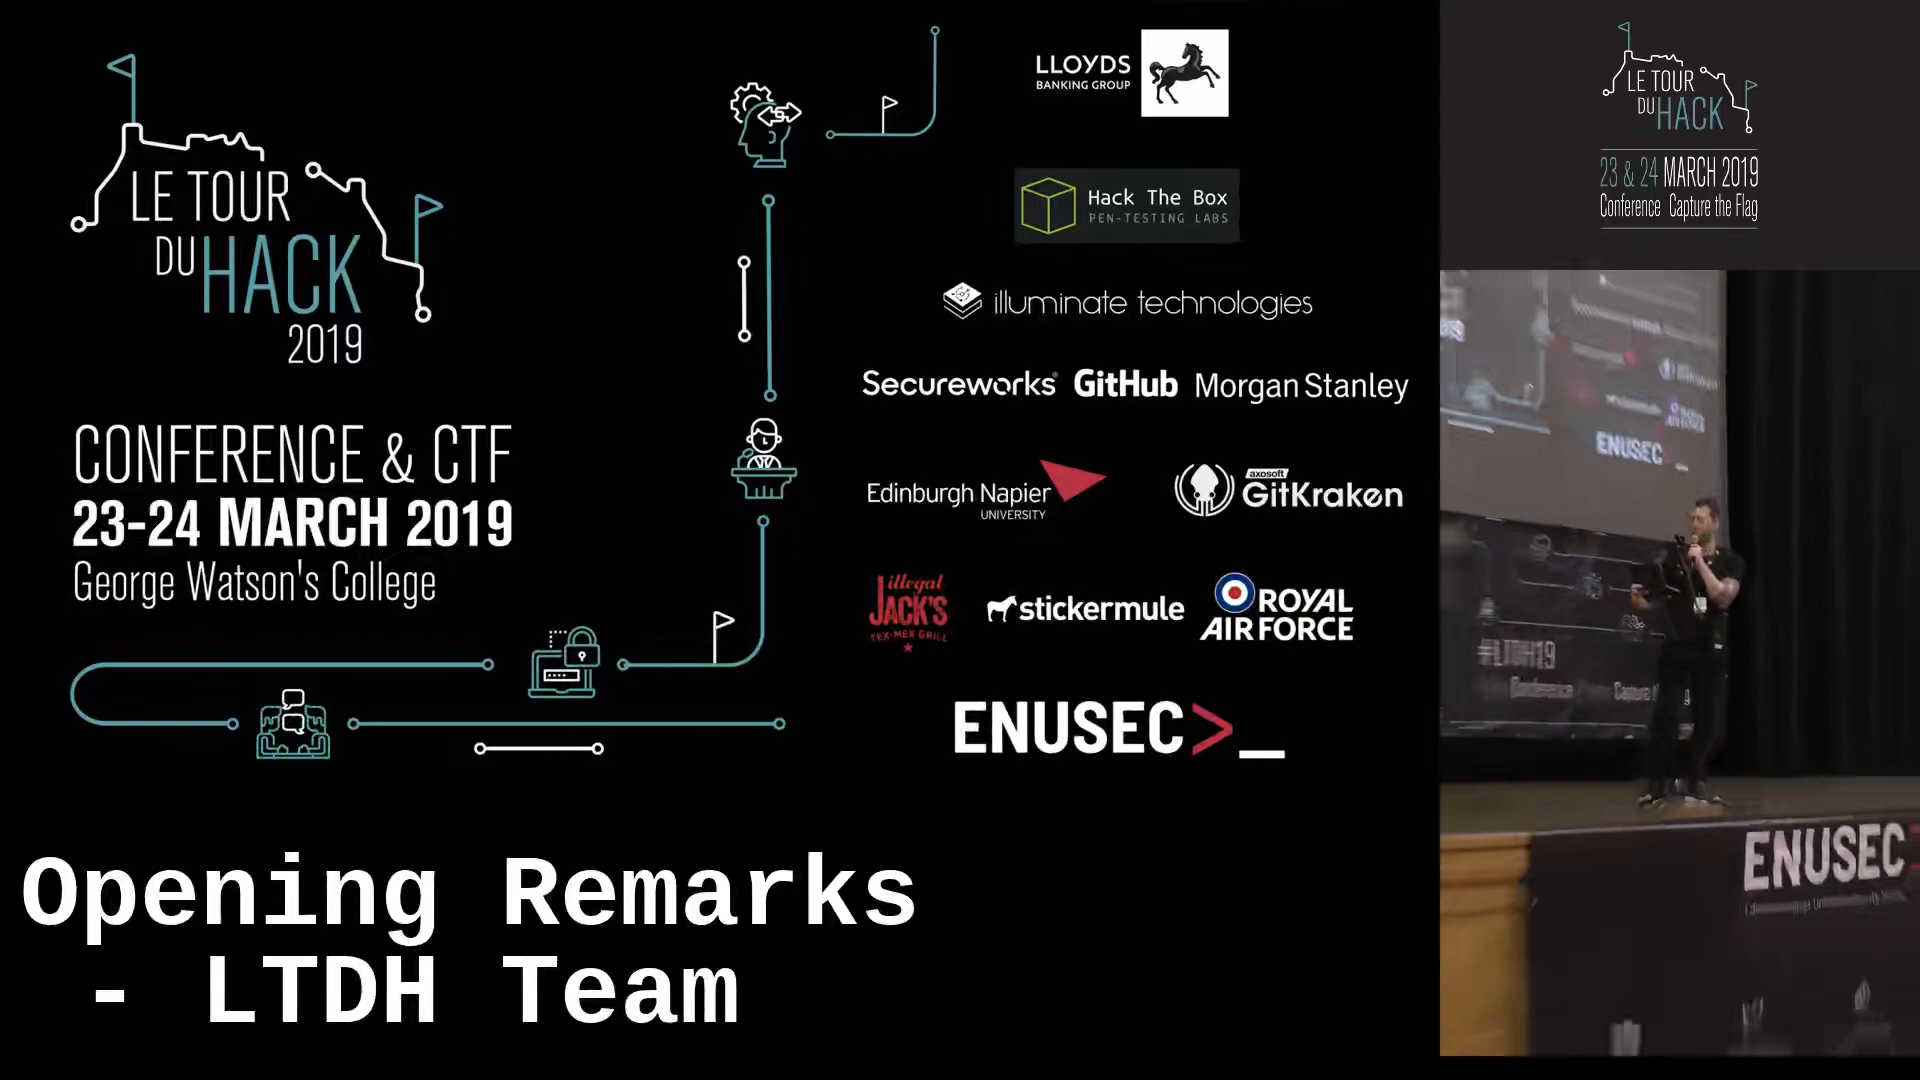 LE TOUR
DU HACK
2019
CONFERENCE & CTF
23-24 MARCH 2019
George Watson's College
LLOYDS
BANKING GROUP
Hack The Box
PEN-TESTING LABS
illuminate technologies
Secureworks GitHub Morgan Stanley
Edinburgh Napier
UNIVERSITY
axosoft
GitKraken
illegal
JACK'S
TEX-MEX GRILL
stickermule
ROYAL
AIR FORCE
ENUSEC>_
Opening Remarks
- LTDH Team
LE TOUR
DU HACK
23 & 24 MARCH 2019
Conference Capture the Flag
ENUSEC
#LTDH19
Conference Capture
ENUSEC